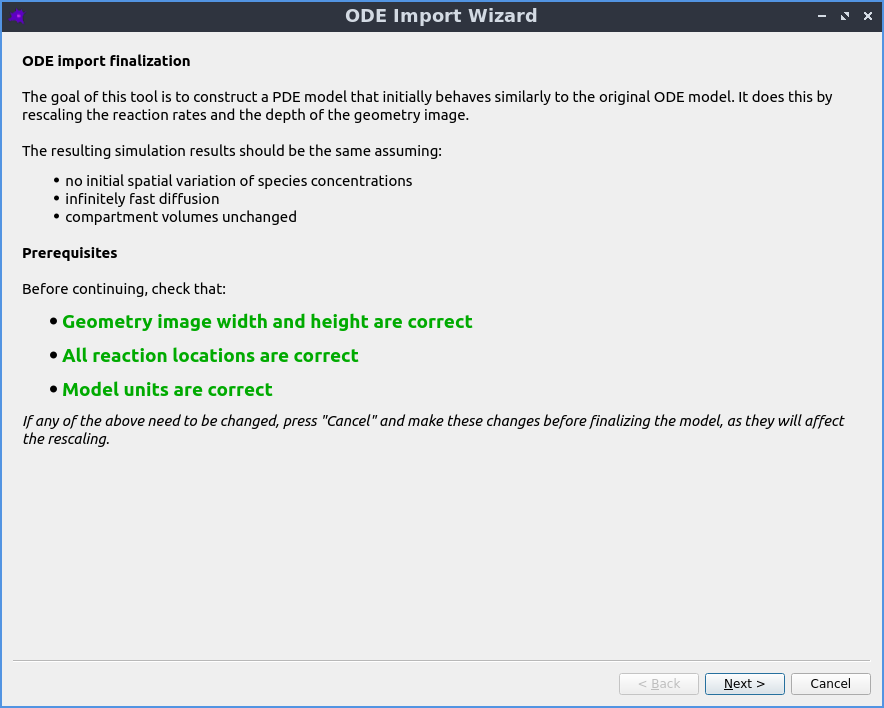 ODE Import Wizard
ODE import finalization
The goal of this tool is to construct a PDE model that initially behaves similarly to the original ODE model. It does this by
rescaling the reaction rates and the depth of the geometry image.
The resulting simulation results should be the same assuming:
• no initial spatial variation of species concentrations
• infinitely fast diffusion
• compartment volumes unchanged
Prerequisites
Before continuing, check that:
• Geometry image width and height are correct
• All reaction locations are correct
• Model units are correct
If any of the above need to be changed, press "Cancel" and make these changes before finalizing the model, as they will affect
the rescaling.
< Back Next > Cancel